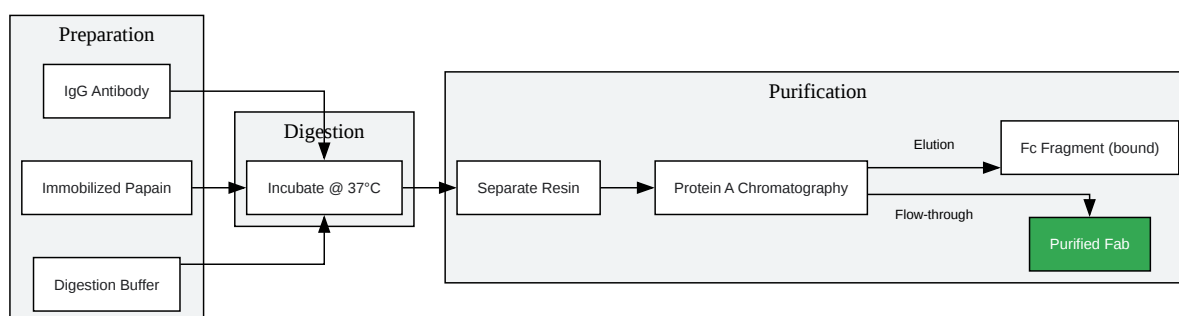 Preparation
IgG Antibody
Immobilized Papain
Digestion Buffer
Digestion
Incubate @ 37°C
Purification
Separate Resin
Protein A Chromatography
Elution
Flow-through
Fc Fragment (bound)
Purified Fab